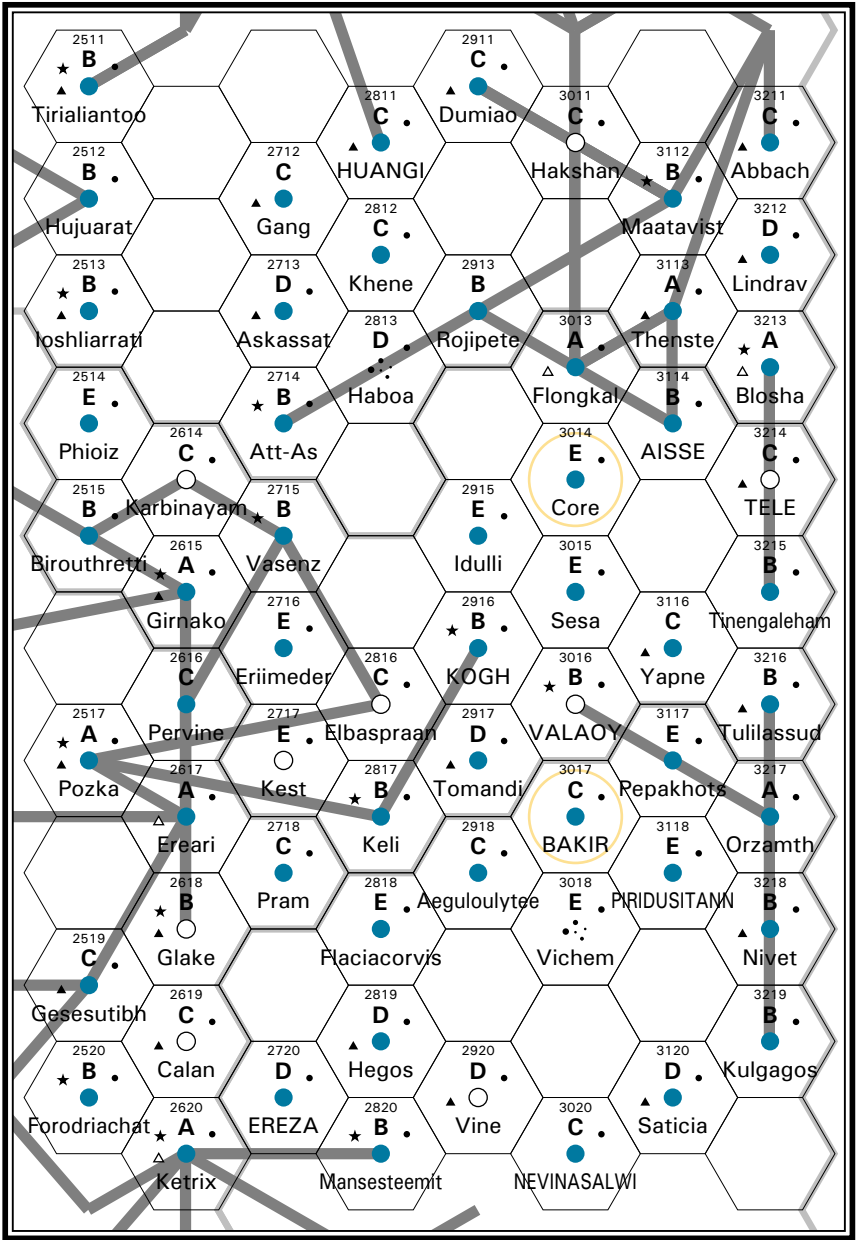 2511
B
Tirialiantoo
2911
C
Dumiao
2811
C
HUANGI
3011
C
Hakshan
3211
C
Abbach
2512
B
Hujuarat
2712
C
Gang
3112
B
Maatavist
2812
C
Khene
3212
D
Lindrav
2513
B
Ioshliarrati
2713
D
Askassat
2913
B
Rojipete
3113
A
Thenste
2813
D
Haboa
3013
A
Flongkal
3213
A
Blosha
2514
E
Phioiz
2714
B
Att-As
3114
B
AISSE
2614
C
Karbinayam
3014
E
Core
3214
C
TELE
2515
B
Birouthretti
2715
B
Vasenz
2915
E
Idulli
2615
A
Girnako
3015
E
Sesa
3215
B
Tinengaleham
2716
E
Eriimeder
2916
B
KOGH
3116
C
Yapne
2616
C
Pervine
2816
C
Elbaspraan
3016
B
VALAOY
3216
B
Tulilassud
2517
A
Pozka
2717
E
Kest
2917
D
Tomandj
3117
E
Pepakhots
2617
A
Ereari
2817
B
Keli
3017
C
BAKIR
3217
A
Orzamth
2718
C
Pram
2918
C
Aeguloulytee
3118
E
PIRIDUSITANN
2618
B
Glake
2818
E
Flaciacorvis
3018
E
Vichem
3218
B
Nivet
2519
C
Gesesutibh
2619
C
Calan
2819
D
Hegos
3219
B
Kulgagos
2520
B
Forodriachat
2720
D
EREZA
2920
D
Vine
3120
D
Saticia
2620
A
Ketrix
2820
B
Mansesteemit
3020
C
NEVINASALWI